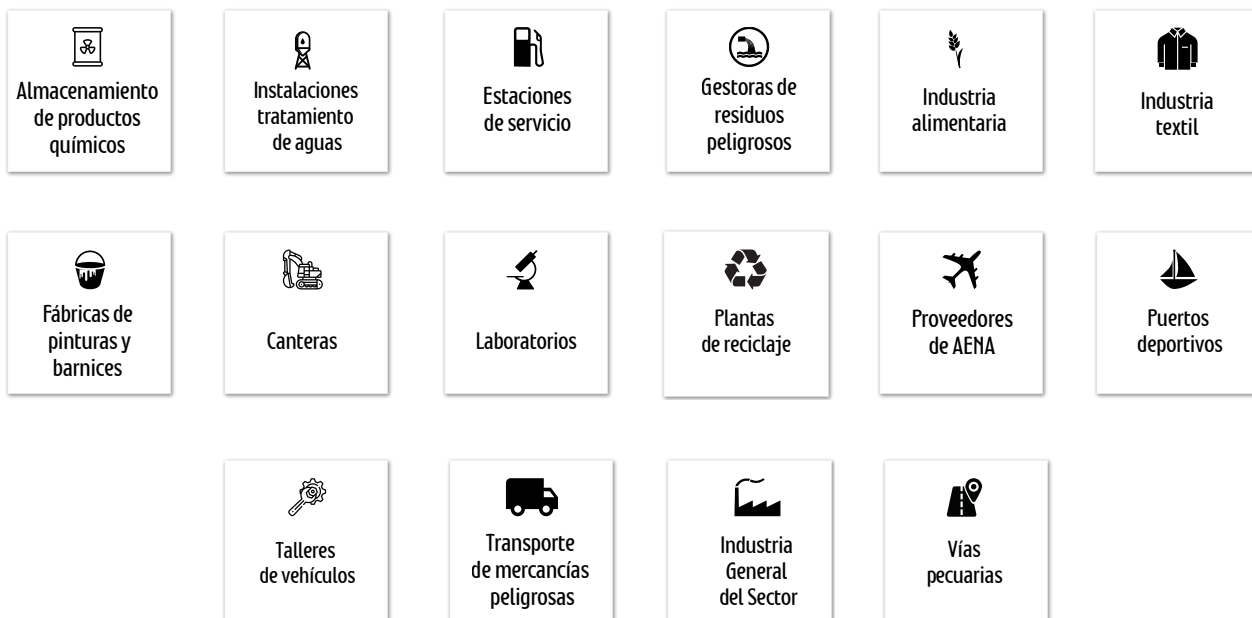 Almacenamiento
de productos
químicos
Instalaciones
tratamiento
de aguas
Estaciones
de servicio
Gestoras de
residuos
peligrosos
Industria
alimentaria
Industria
textil
Fábricas de
pinturas y
barnices
Canteras
Laboratorios
Plantas
de reciclaje
Proveedores
de AENA
Puertos
deportivos
Talleres
de vehículos
Transporte
de mercancías
peligrosas
Industria
General
del Sector
Vías
pecuarias